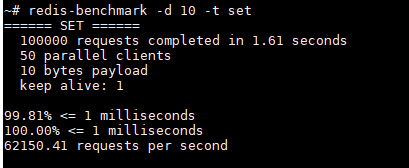 ~# redis-benchmark -d 10 -t set
====== SET ======
100000 requests completed in 1.61 seconds
50 parallel clients
10 bytes payload
keep alive: 1
99.81% <= 1 milliseconds
100.00% <= 1 milliseconds
62150.41 requests per second